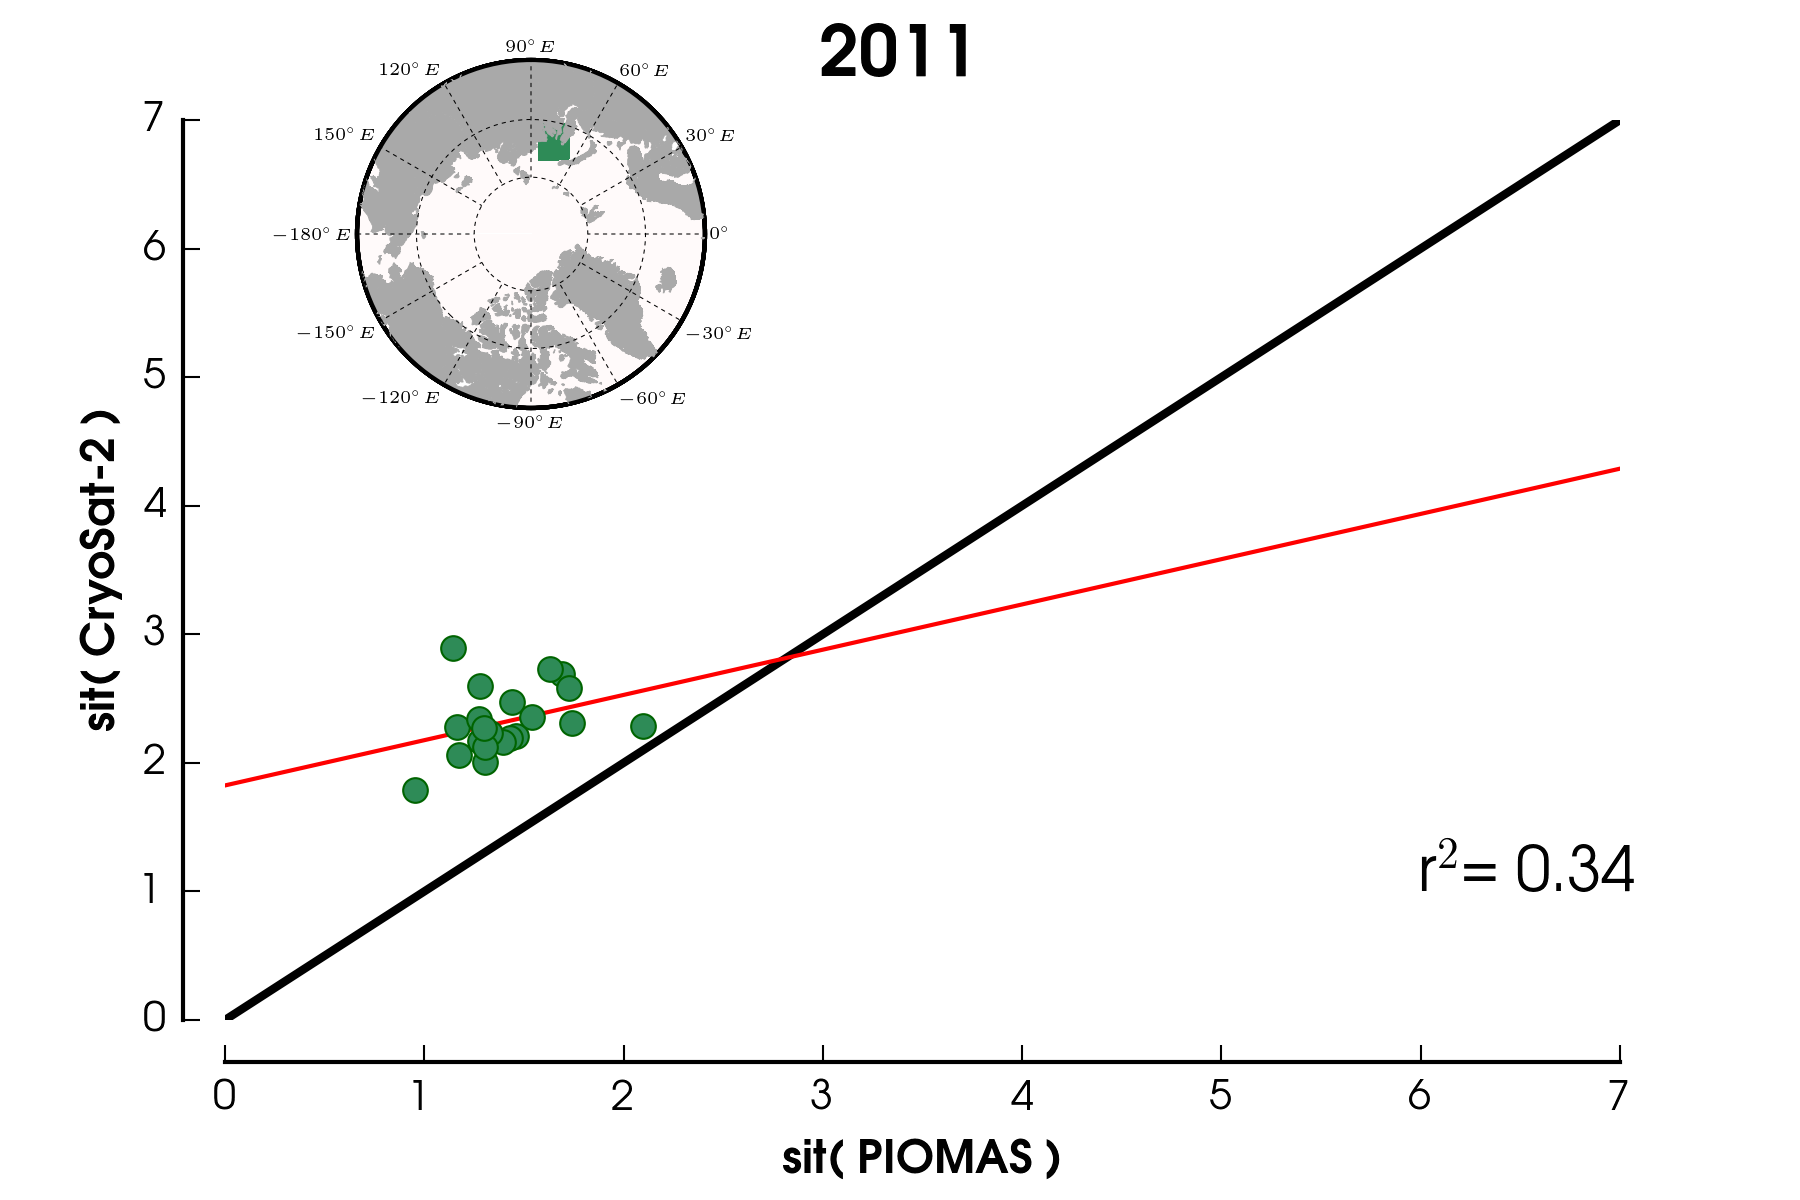 2011
90° E
120° E
60° E
150° E
30° E
−180° E
0°
−150° E
−30° E
−120° E
−60° E
−90° E
7
6
5
4
3
2
1
0
sit( CryoSat-2 )
r²= 0.34
0 1 2 3 4 5 6 7
sit( PIOMAS )